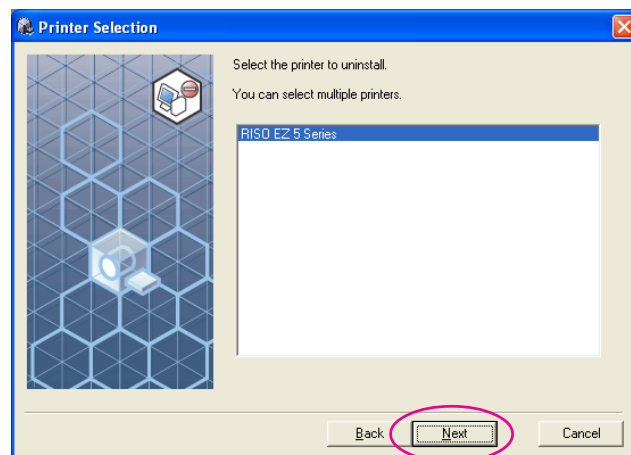 Printer Selection
Select the printer to uninstall.
You can select multiple printers.
RISO EZ 5 Series
Back
Next
Cancel